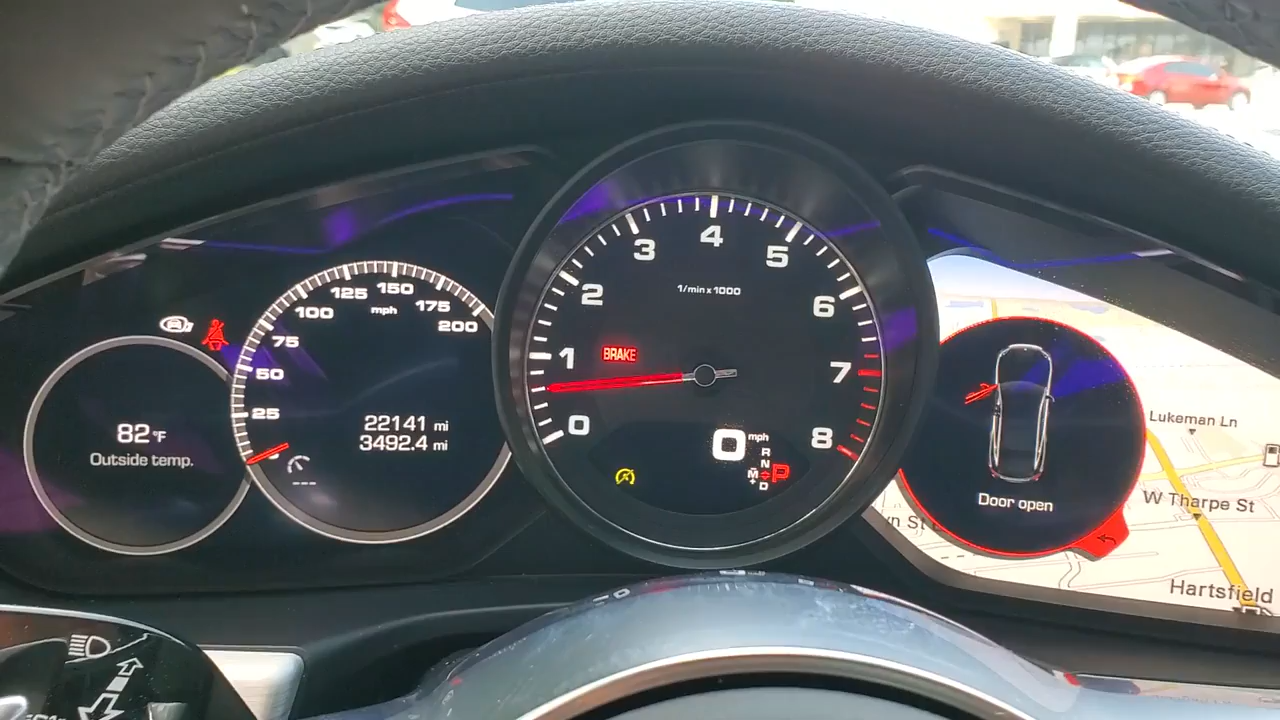 82°F
Outside temp.
25
50
75
100
125
150
175
200
mph
22141 mi
3492.4 mi
---
0
1
2
3
4
5
6
7
8
1/min x 1000
BRAKE
0 mph
R
N
M
+
D
P
Door open
Lukeman Ln
W Tharpe St
Hartsfield